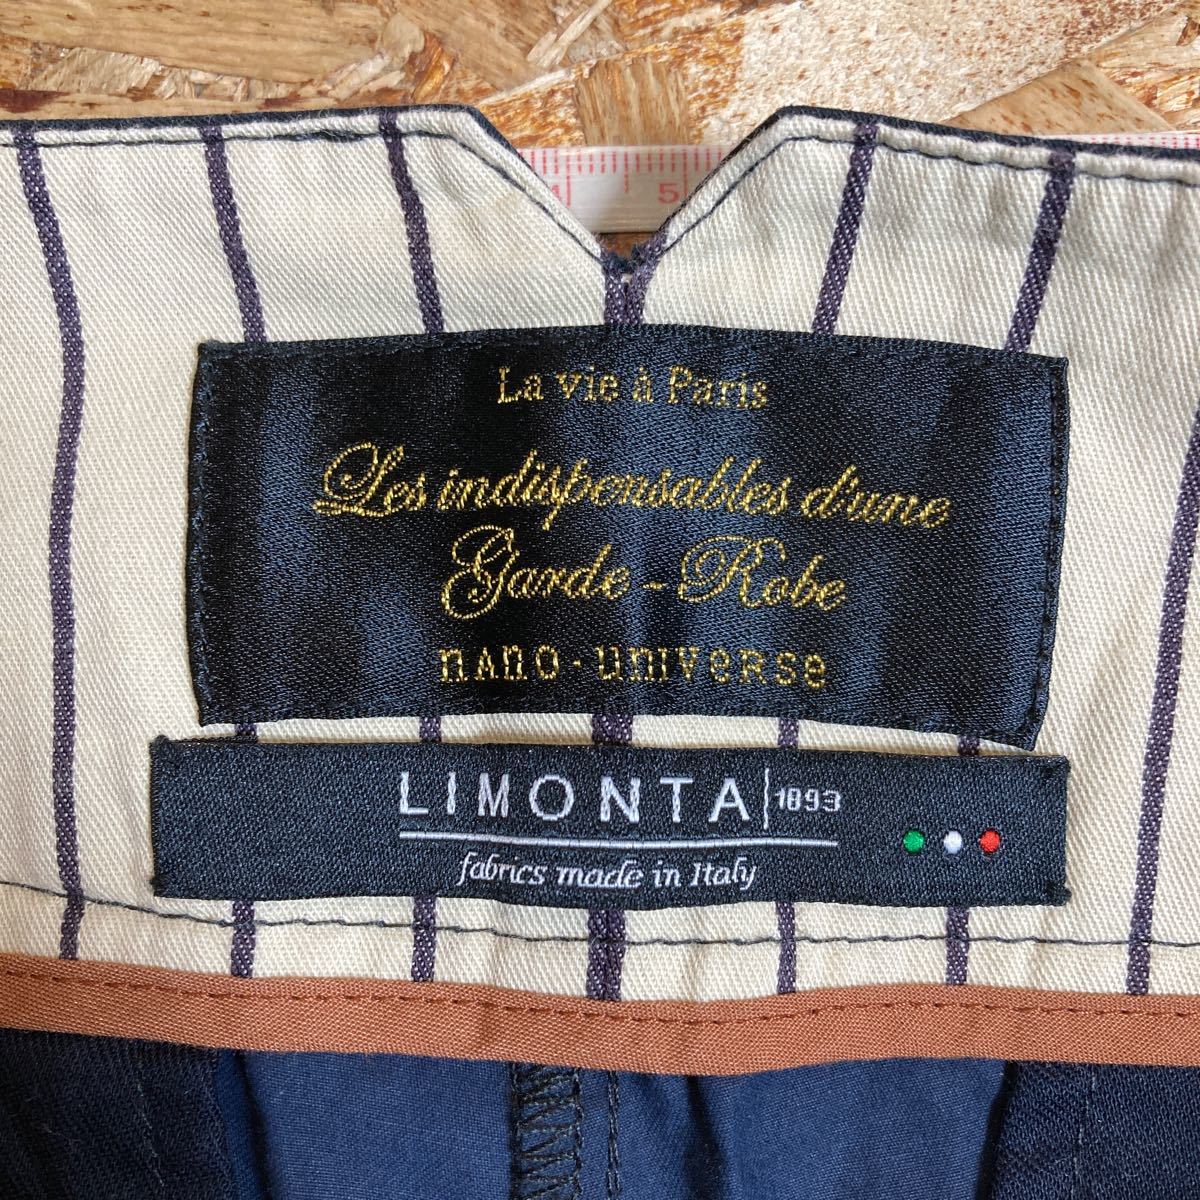 5
La vie à Paris
Les indispensables d'une
Garde-Robe
nano·universe
LIMONTA|1893
fabrics made in Italy